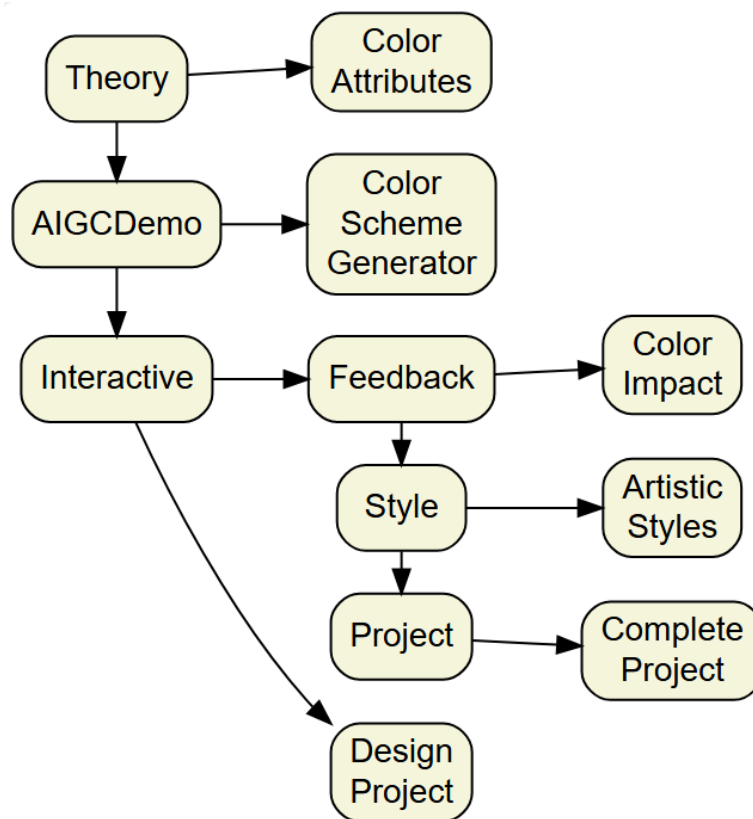 Theory
Color
Attributes
AIGCDemo
Color
Scheme
Generator
Interactive
Feedback
Color
Impact
Style
Artistic
Styles
Project
Complete
Project
Design
Project